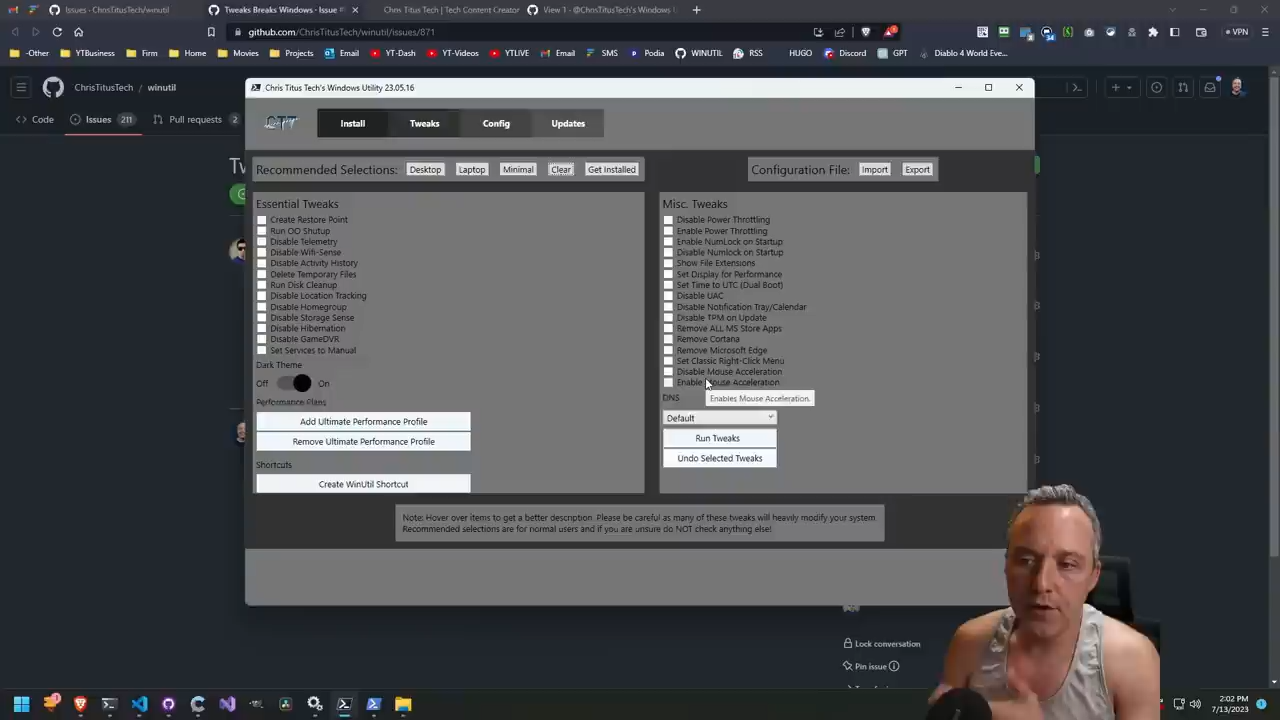 Issues · ChrisTitusTech/winutil
Tweaks Breaks Windows - Issue
Chris Titus Tech | Tech Content Creator
View 1 · @ChrisTitusTech's Windows
github.com/ChrisTitusTech/winutil/issues/871
VPN
-Other
YTBusiness
Firm
Home
Movies
Projects
Email
YT-Dash
YT-Videos
YTLIVE
Email
SMS
Podia
WINUTIL
RSS
HUGO
Discord
GPT
Diablo 4 World Eve...
ChrisTitusTech / winutil
Code
Issues 211
Pull requests 2
Chris Titus Tech's Windows Utility 23.05.16
CTT
Install
Tweaks
Config
Updates
Recommended Selections:
Desktop
Laptop
Minimal
Clear
Get Installed
Configuration File:
Import
Export
Essential Tweaks
Create Restore Point
Run OO Shutup
Disable Telemetry
Disable Wifi-Sense
Disable Activity History
Delete Temporary Files
Run Disk Cleanup
Disable Location Tracking
Disable Homegroup
Disable Storage Sense
Disable Hibernation
Disable GameDVR
Set Services to Manual
Dark Theme
Off
On
Performance Plans
Add Ultimate Performance Profile
Remove Ultimate Performance Profile
Shortcuts
Create WinUtil Shortcut
Misc. Tweaks
Disable Power Throttling
Enable Power Throttling
Enable NumLock on Startup
Disable Numlock on Startup
Show File Extensions
Set Display for Performance
Set Time to UTC (Dual Boot)
Disable UAC
Disable Notification Tray/Calendar
Disable TPM on Update
Remove ALL MS Store Apps
Remove Cortana
Remove Microsoft Edge
Set Classic Right-Click Menu
Disable Mouse Acceleration
Enable Mouse Acceleration
DNS
Enables Mouse Acceleration.
Default
Run Tweaks
Undo Selected Tweaks
Note: Hover over items to get a better description. Please be careful as many of these tweaks will heavily modify your system
Recommended selections are for normal users and if you are unsure do NOT check anything else!
Lock conversation
Pin issue
2:02 PM
7/13/2023